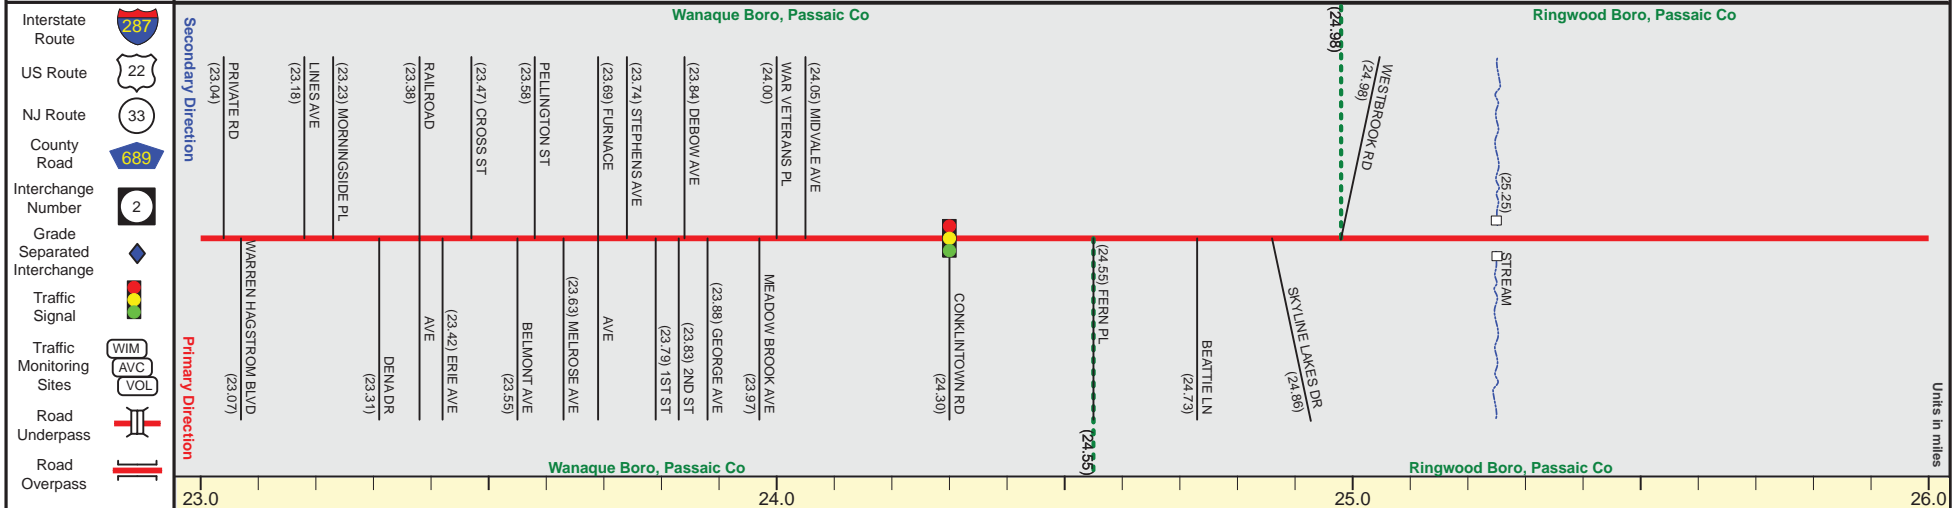 Interstate
Route
287
US Route
22
NJ Route
33
County
Road
689
Interchange
Number
2
Grade
Separated
Interchange
Traffic
Signal
Traffic
Monitoring
Sites
WIM
AVC
VOL
Road
Underpass
Road
Overpass
Secondary Direction
Primary Direction
Wanaque Boro, Passaic Co
(24.98)
Ringwood Boro, Passaic Co
PRIVATE RD
(23.04)
LINES AVE
(23.18)
(23.23) MORNINGSIDE PL
RAILROAD
(23.38)
(23.47) CROSS ST
PELLINGTON ST
(23.58)
(23.69) FURNACE
(23.74) STEPHENS AVE
(23.84) DEBOW AVE
WAR VETERANS PL
(24.00)
(24.05) MIDVALE AVE
WESTBROOK RD
(24.98)
(25.25)
WARREN HAGSTROM BLVD
(23.07)
DENA DR
(23.31)
AVE
(23.42) ERIE AVE
BELMONT AVE
(23.55)
(23.63) MELROSE AVE
AVE
(23.79) 1ST ST
(23.83) 2ND ST
(23.88) GEORGE AVE
MEADOW BROOK AVE
(23.97)
CONKLINTOWN RD
(24.30)
(24.55) FERN PL
(24.55)
BEATTIE LN
(24.73)
SKYLINE LAKES DR
(24.86)
STREAM
Units in miles
Wanaque Boro, Passaic Co
Ringwood Boro, Passaic Co
23.0
24.0
25.0
26.0